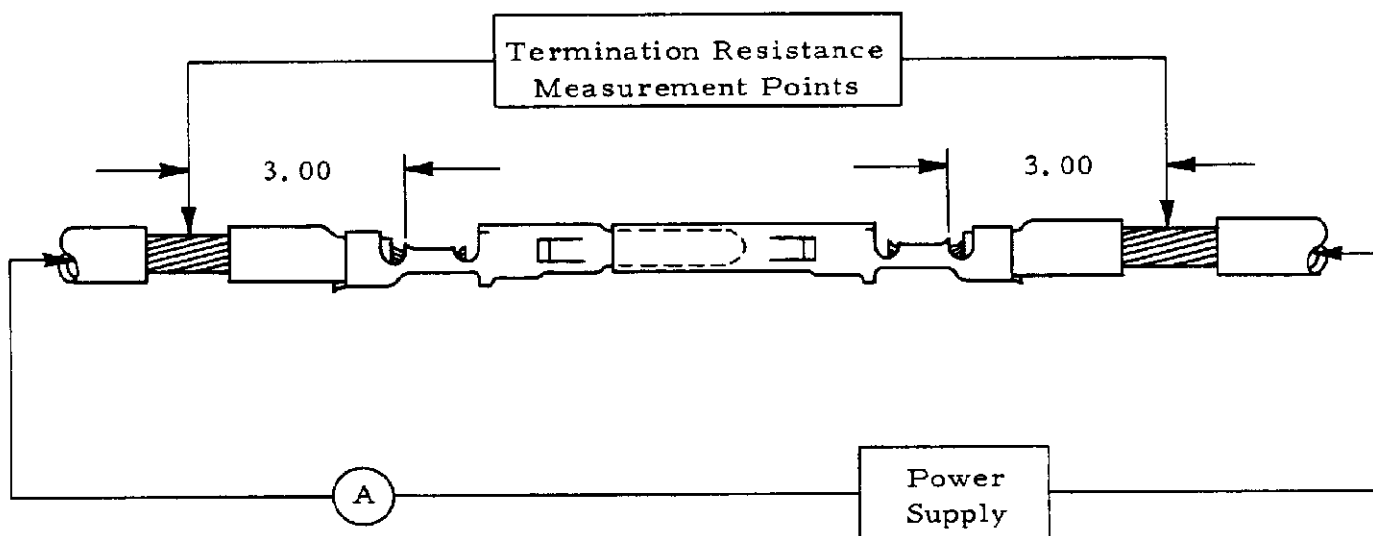 Termination Resistance
Measurement Points
3.00
3.00
A
Power
Supply